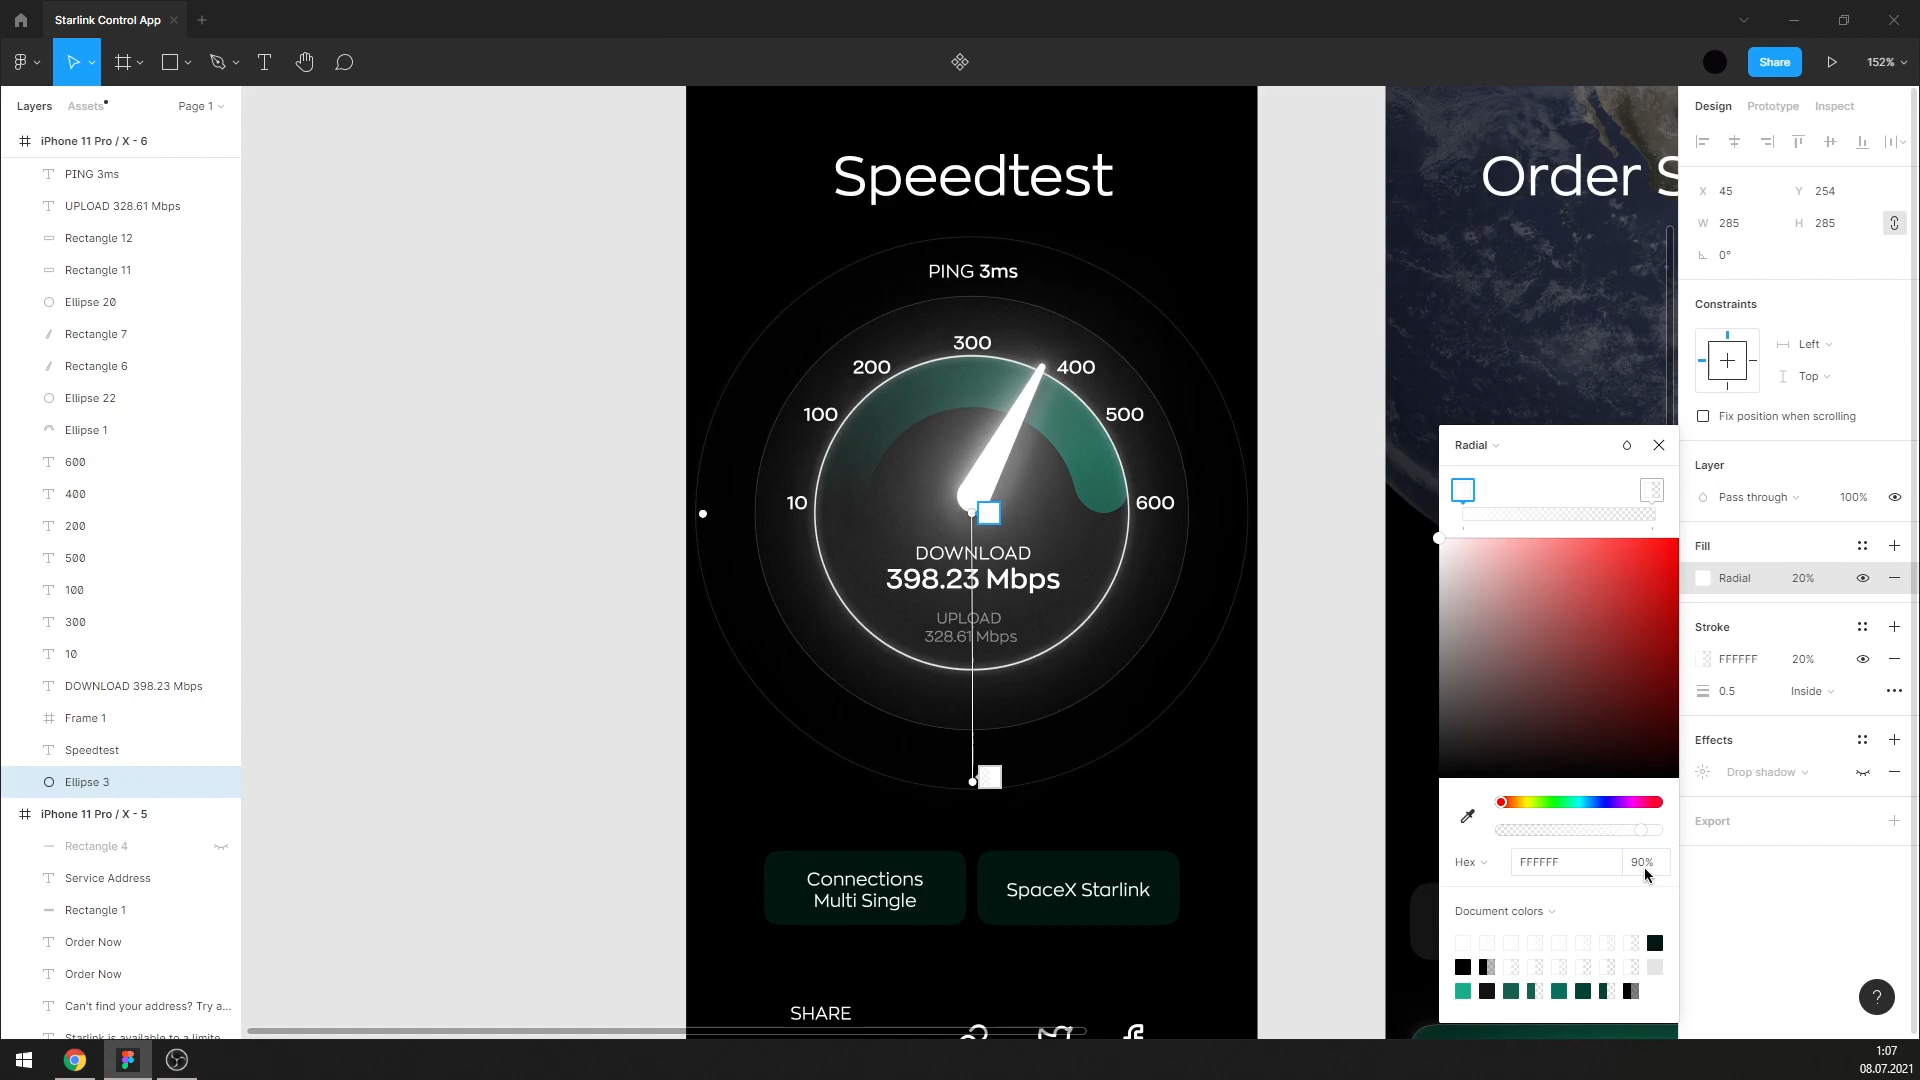 Starlink Control App
Share
152%
Layers
Assets
Page 1
iPhone 11 Pro / X - 6
PING 3ms
UPLOAD 328.61 Mbps
Rectangle 12
Rectangle 11
Ellipse 20
Rectangle 7
Rectangle 6
Ellipse 22
Ellipse 1
600
400
200
500
100
300
10
DOWNLOAD 398.23 Mbps
Frame 1
Speedtest
Ellipse 3
iPhone 11 Pro / X - 5
Rectangle 4
Service Address
Rectangle 1
Order Now
Order Now
Can't find your address? Try a...
Starlink is available to a limite...
Speedtest
PING 3ms
300
200
400
100
500
10
600
DOWNLOAD
398.23 Mbps
UPLOAD
328.61 Mbps
Connections
Multi Single
SpaceX Starlink
SHARE
Order S
Radial
Hex
FFFFFF
90%
Document colors
Design
Prototype
Inspect
X 45
Y 254
W 285
H 285
0°
Constraints
Left
Top
Fix position when scrolling
Layer
Pass through
100%
Fill
Radial
20%
Stroke
FFFFFF
20%
0.5
Inside
Effects
Drop shadow
Export
?
1:07
08.07.2021